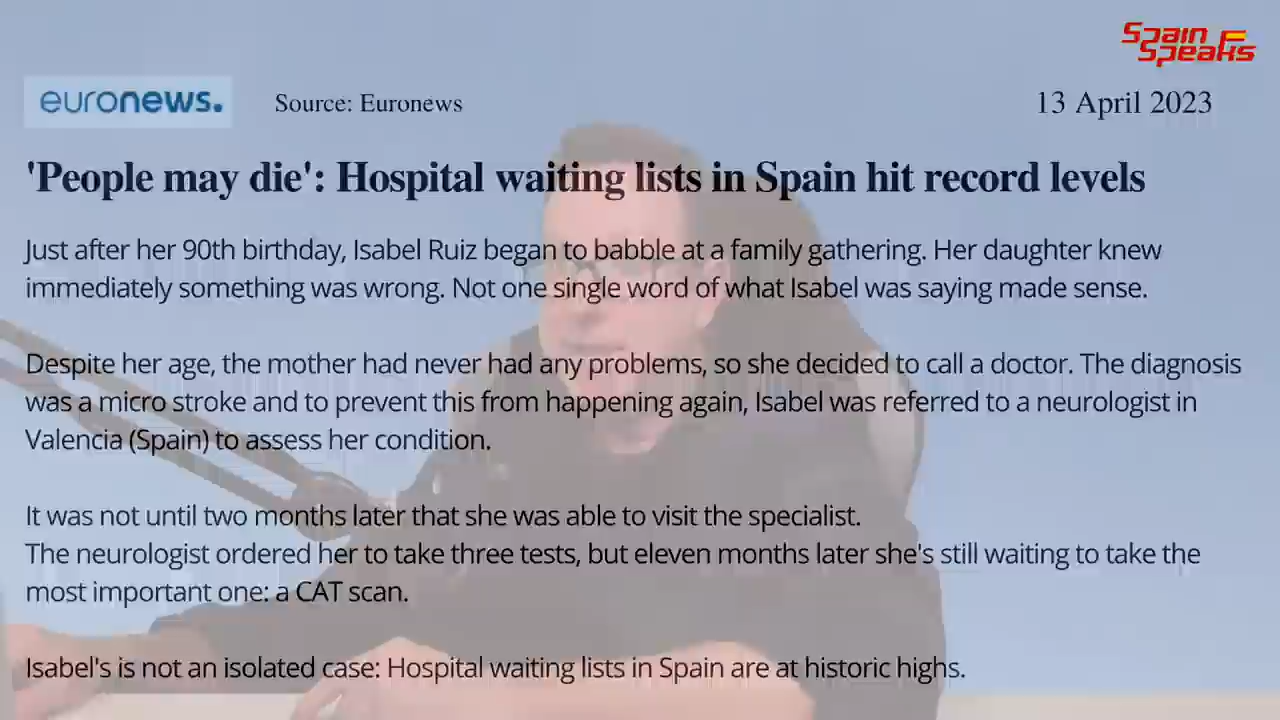 Spain
Speaks
euronews.
Source: Euronews
13 April 2023
'People may die': Hospital waiting lists in Spain hit record levels
Just after her 90th birthday, Isabel Ruiz began to babble at a family gathering. Her daughter knew
immediately something was wrong. Not one single word of what Isabel was saying made sense.
Despite her age, the mother had never had any problems, so she decided to call a doctor. The diagnosis
was a micro stroke and to prevent this from happening again, Isabel was referred to a neurologist in
Valencia (Spain) to assess her condition.
It was not until two months later that she was able to visit the specialist.
The neurologist ordered her to take three tests, but eleven months later she's still waiting to take the
most important one: a CAT scan.
Isabel's is not an isolated case: Hospital waiting lists in Spain are at historic highs.